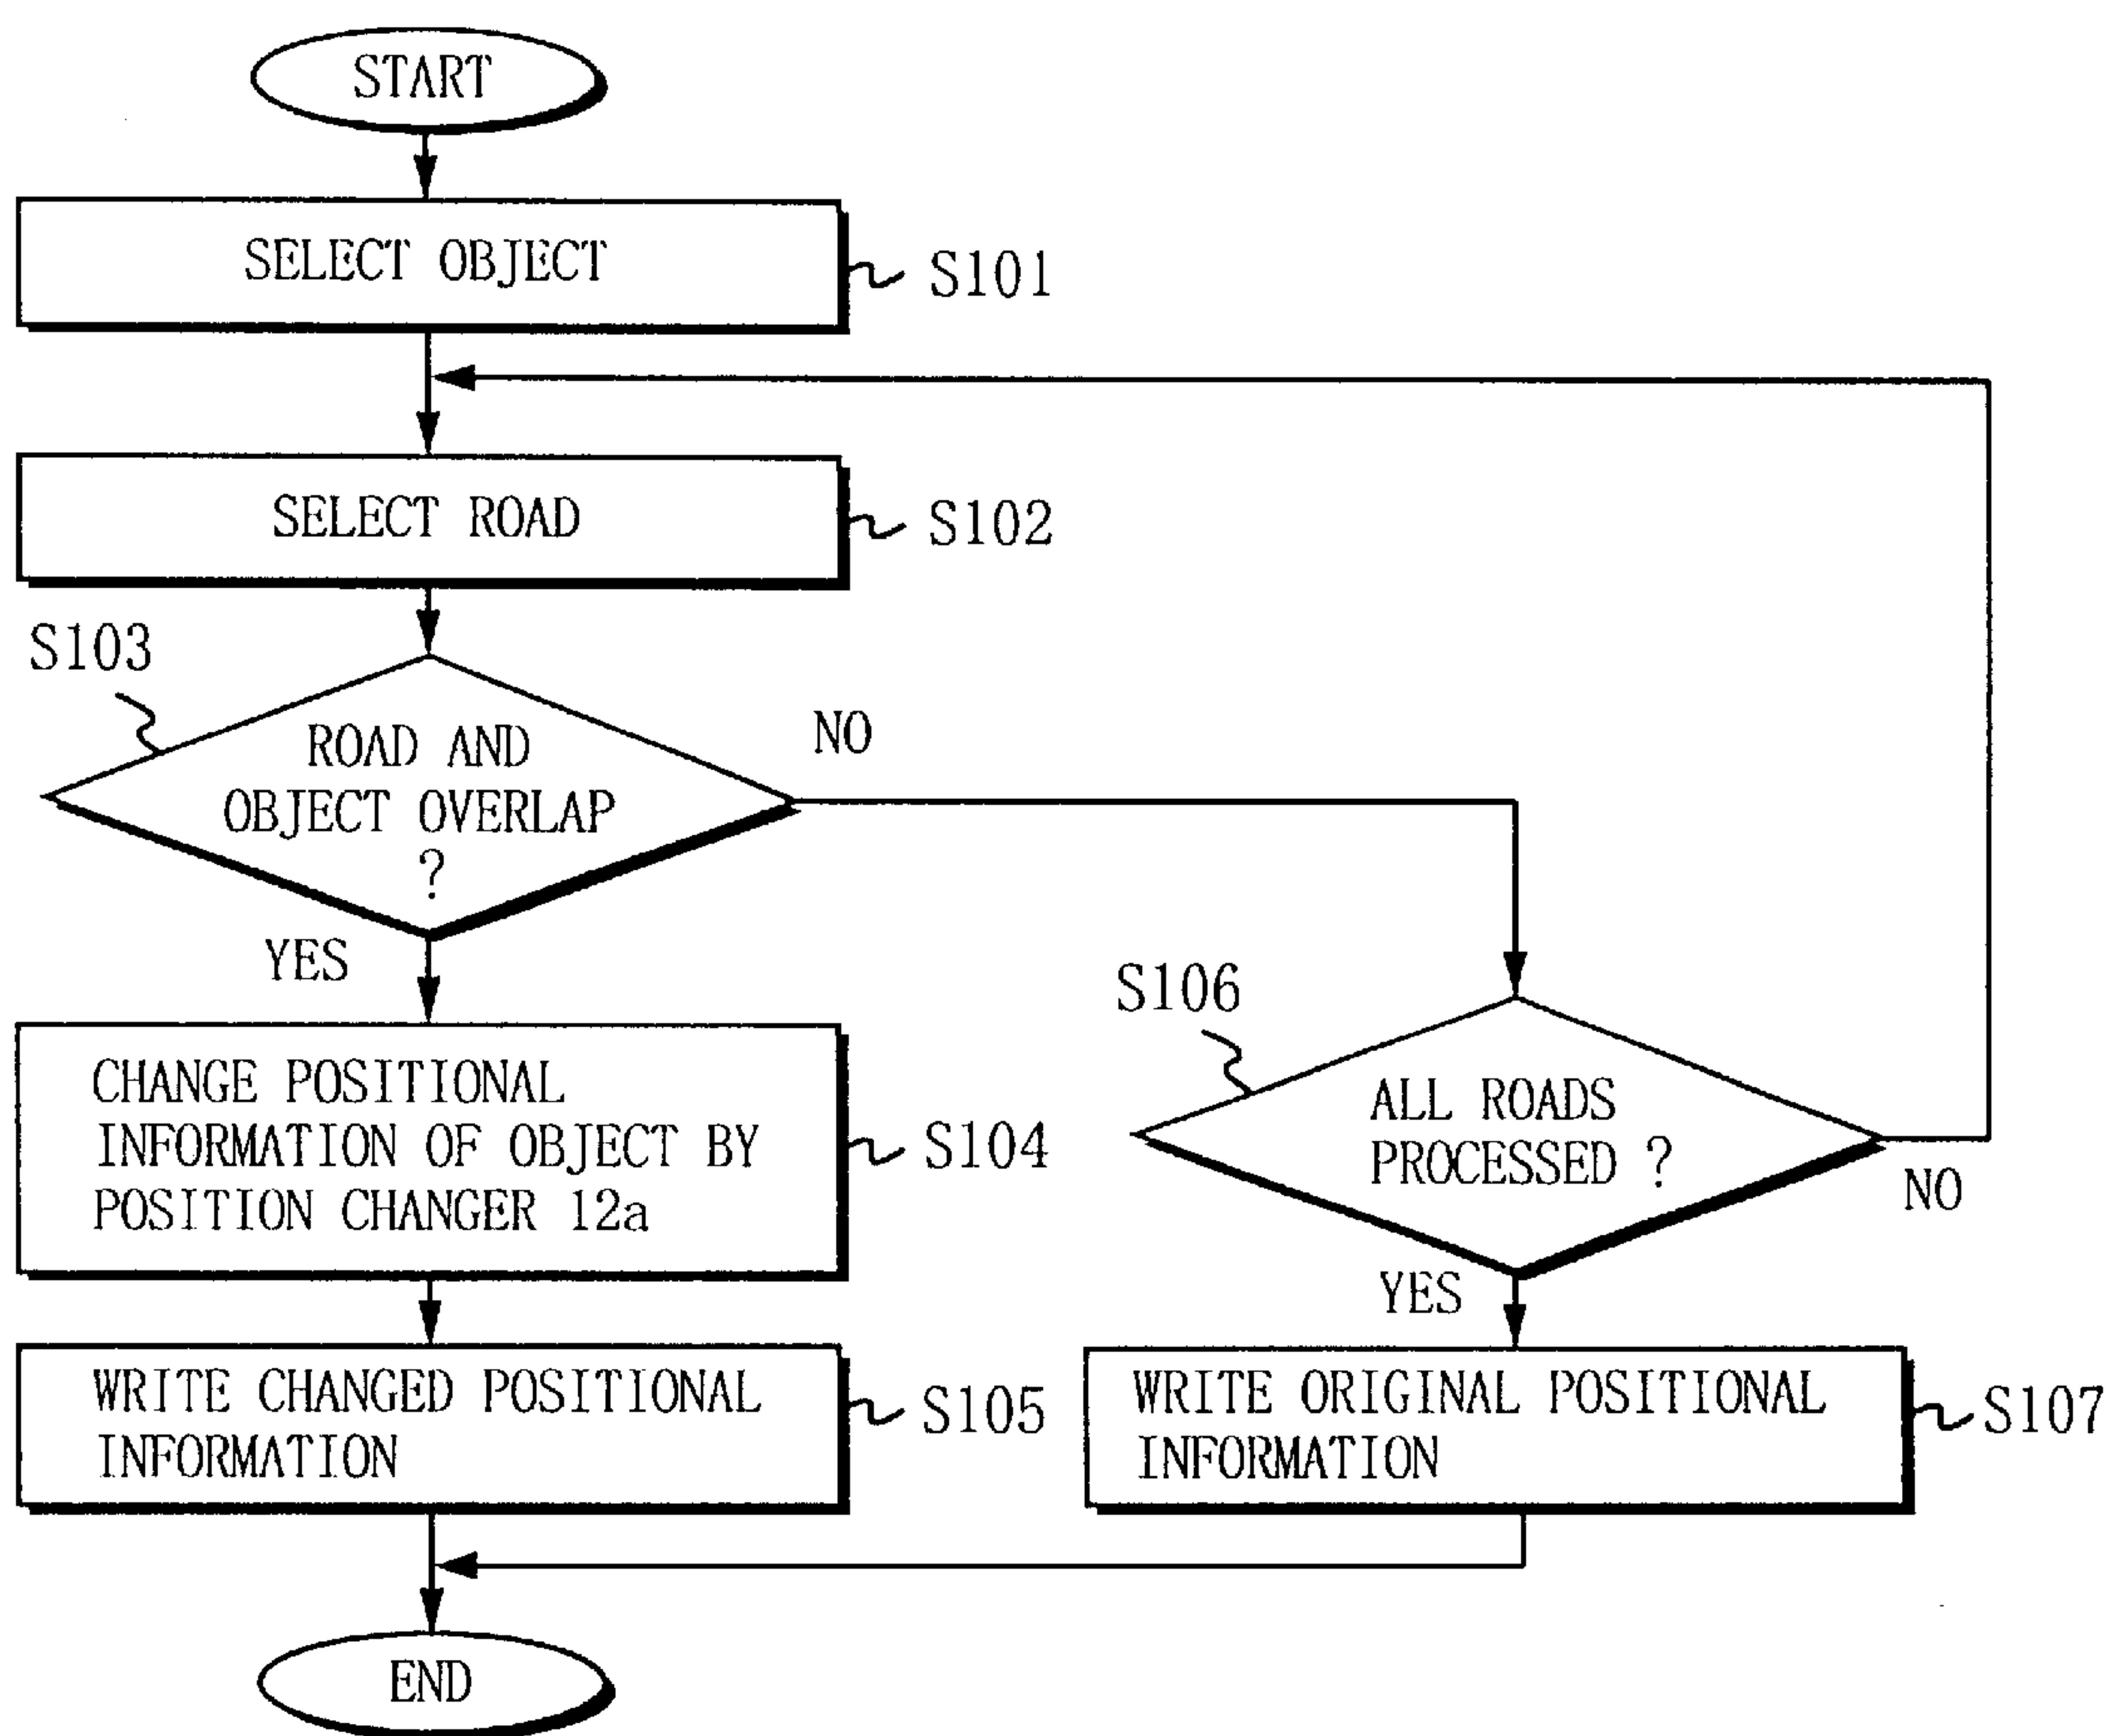 START
SELECT OBJECT
S101
SELECT ROAD
S102
S103
ROAD AND
OBJECT OVERLAP
?
NO
YES
CHANGE POSITIONAL
INFORMATION OF OBJECT BY
POSITION CHANGER 12a
S104
S106
ALL ROADS
PROCESSED ?
NO
YES
WRITE CHANGED POSITIONAL
INFORMATION
S105
WRITE ORIGINAL POSITIONAL
INFORMATION
S107
END